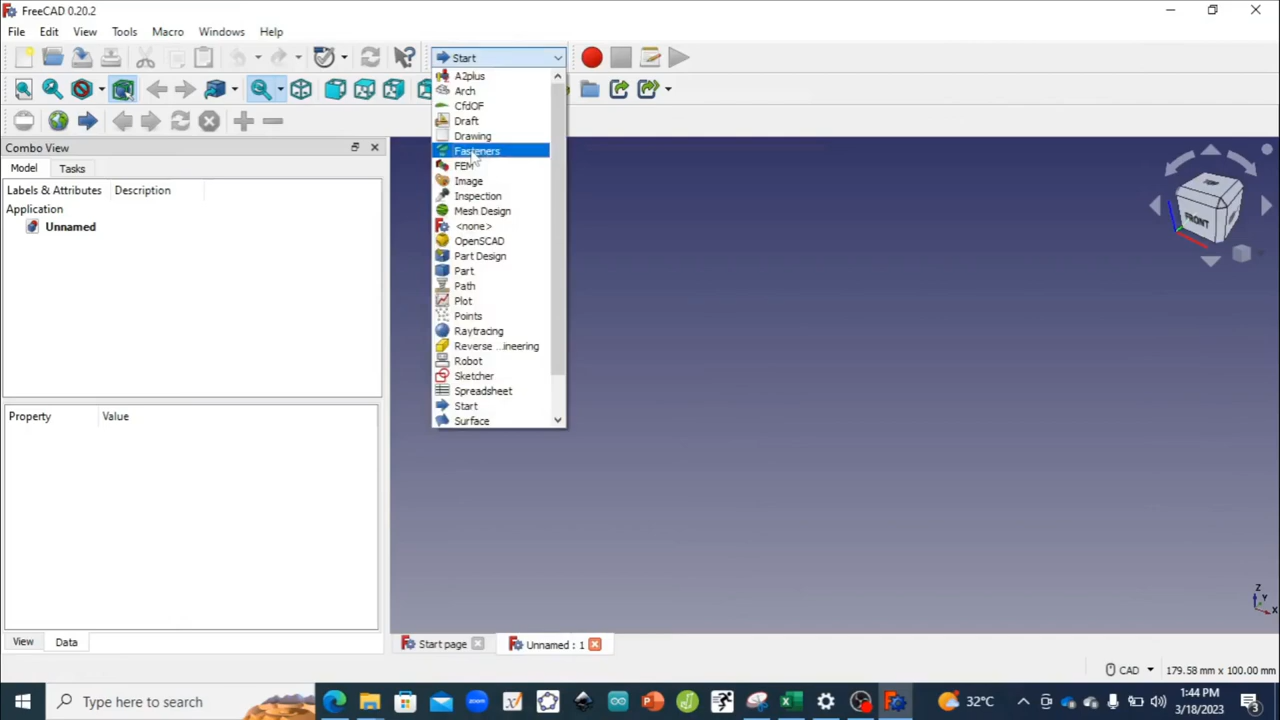 FreeCAD 0.20.2
File Edit View Tools Macro Windows Help
Start
A2plus
Arch
CfdOF
Draft
Drawing
Fasteners
FEM
Image
Inspection
Mesh Design
<none>
OpenSCAD
Part Design
Part
Path
Plot
Points
Raytracing
Reverse ...ineering
Robot
Sketcher
Spreadsheet
Start
Surface
Combo View
Model Tasks
Labels & Attributes Description
Application
Unnamed
Property Value
View Data
FRONT
Z
Y
X
Start page Unnamed : 1
CAD 179.58 mm x 100.00 mm
Type here to search
zoom
32°C
1:44 PM
3/18/2023
3